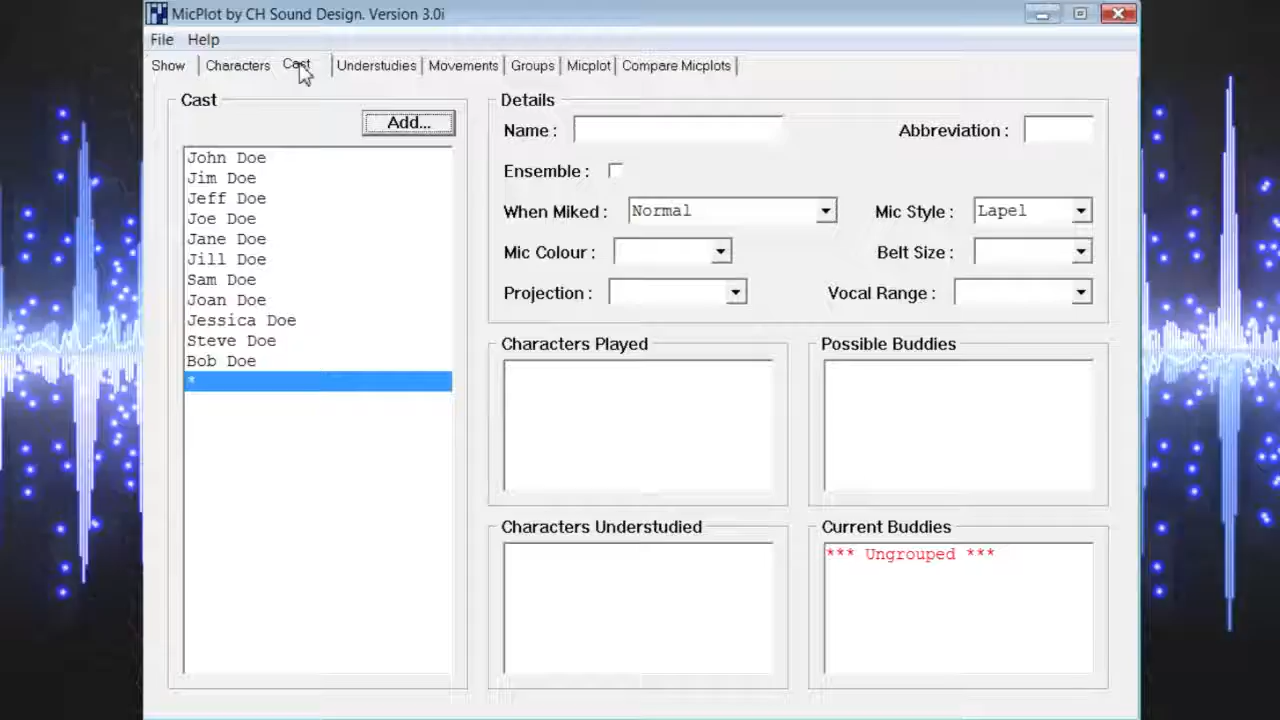 MicPlot by CH Sound Design. Version 3.0i
File Help
Show Characters Cast Understudies Movements Groups Micplot Compare Micplots
Cast
Add...
John Doe
Jim Doe
Jeff Doe
Joe Doe
Jane Doe
Jill Doe
Sam Doe
Joan Doe
Jessica Doe
Steve Doe
Bob Doe
*
Details
Name : Abbreviation :
Ensemble :
When Miked : Normal Mic Style : Lapel
Mic Colour : Belt Size :
Projection : Vocal Range :
Characters Played
Possible Buddies
Characters Understudied
Current Buddies
*** Ungrouped ***